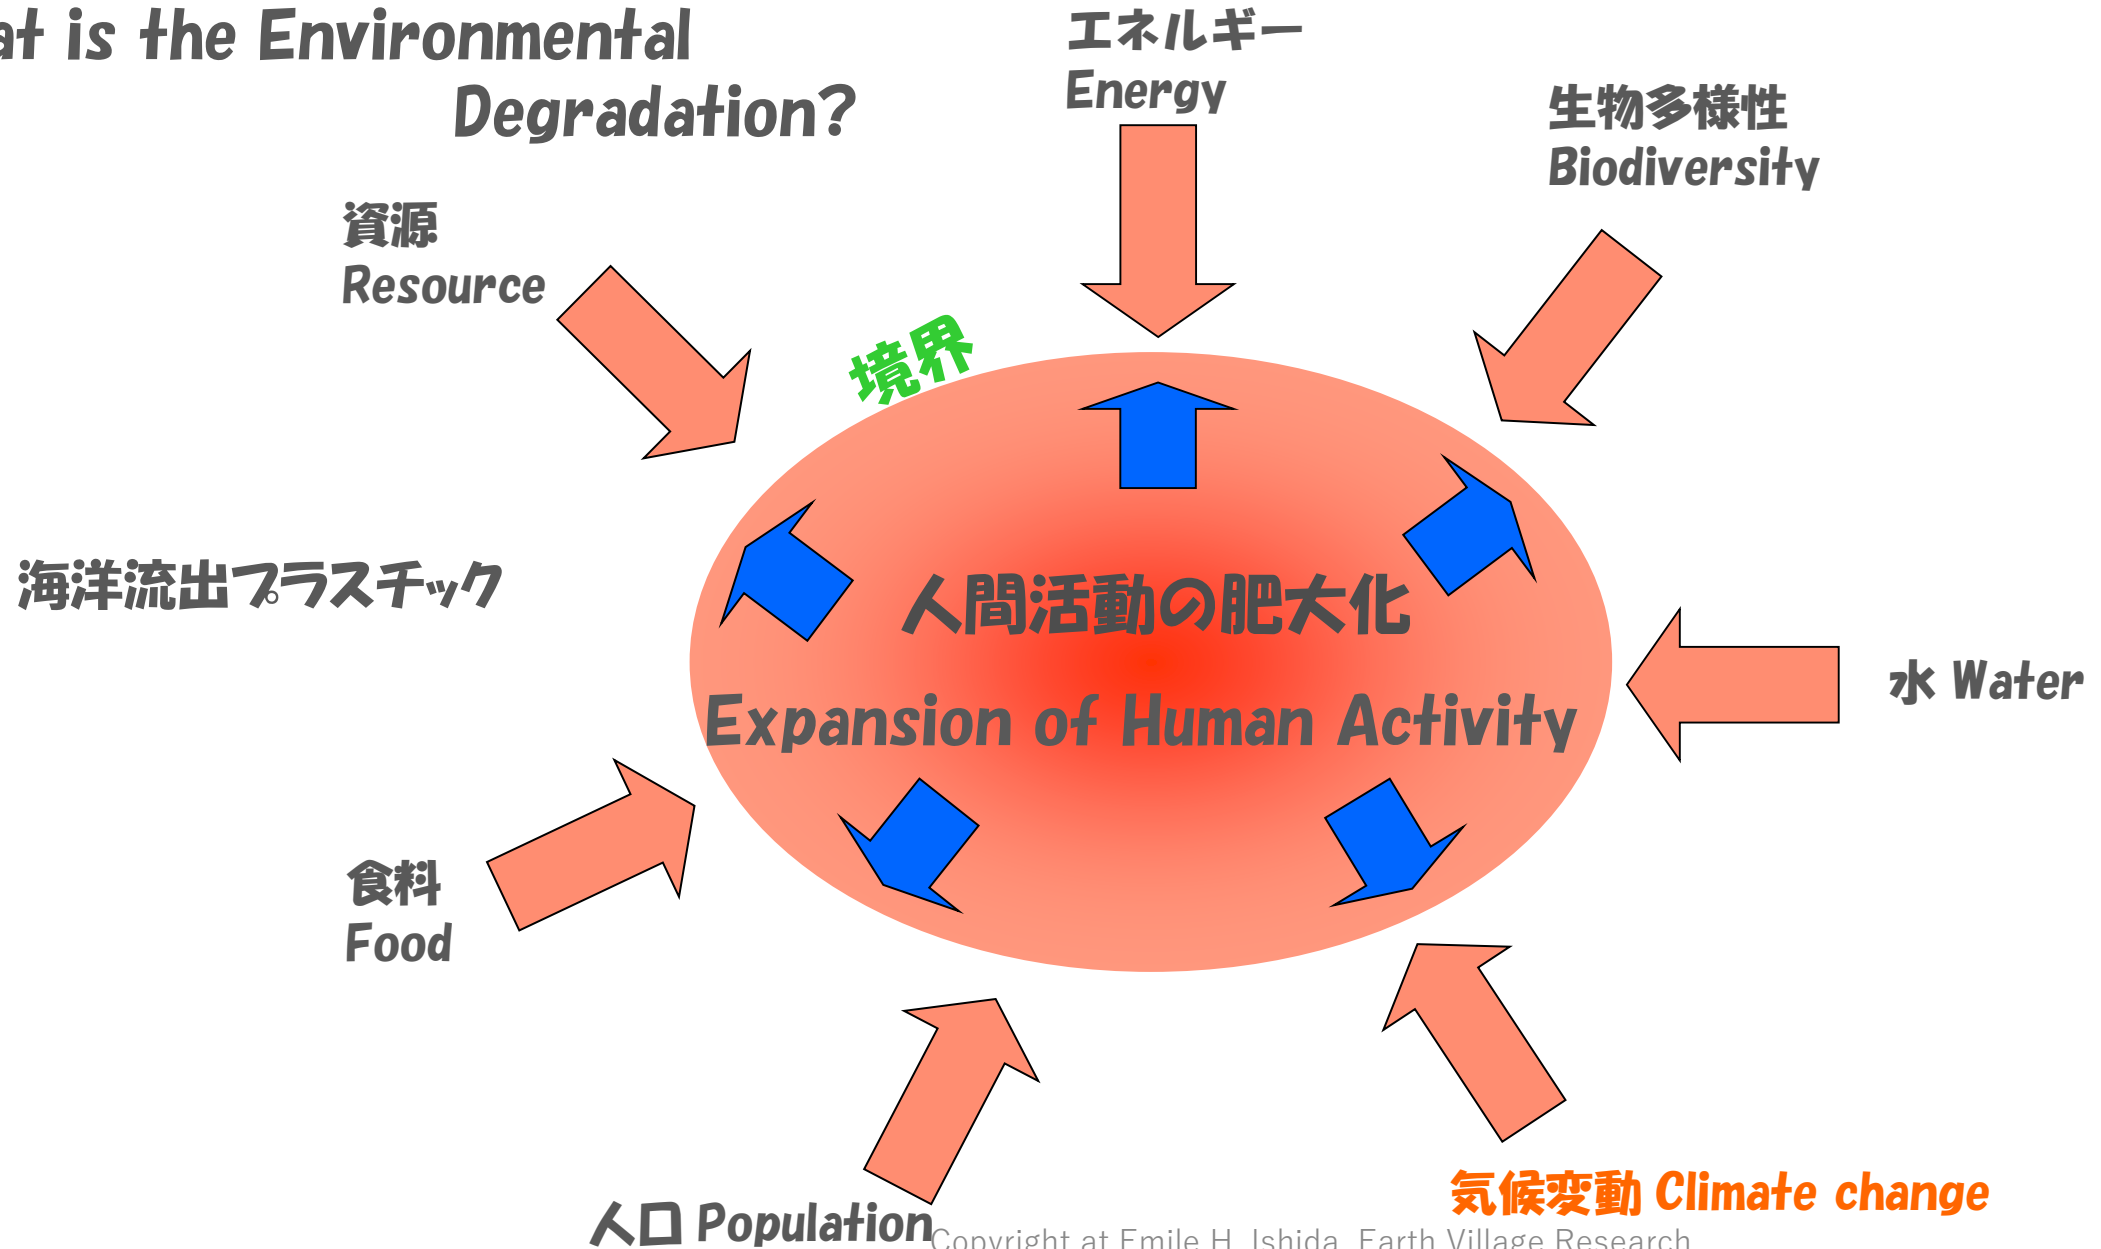 at is the Environmental
Degradation?
エネルギー
Energy
生物多様性
Biodiversity
資源
Resource
境界
海洋流出プラスチック
人間活動の肥大化
Expansion of Human Activity
水 Water
食料
Food
気候変動 Climate change
人口 Population
Copyright at Emile H. Ishida, Earth Village Research